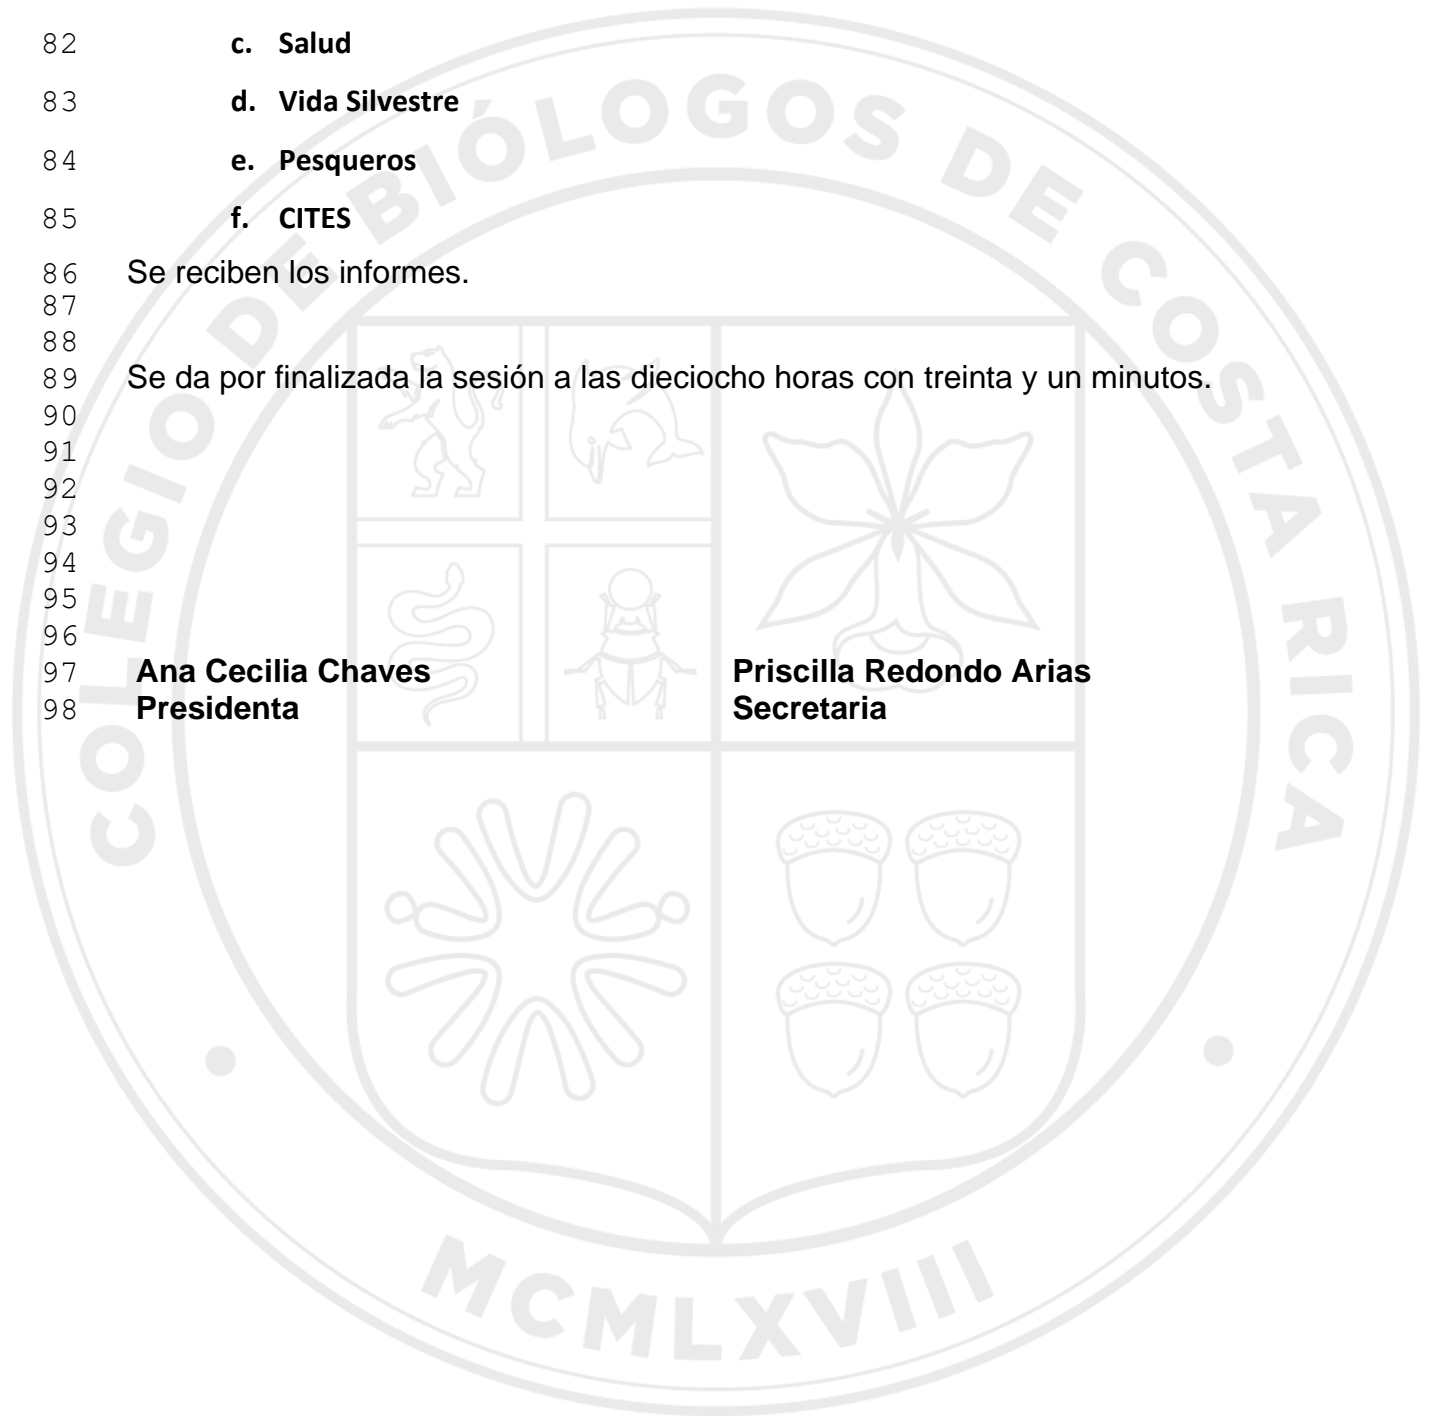 82 c. Salud
83 d. Vida Silvestre
84 e. Pesqueros
85 f. CITES
86 Se reciben los informes.
87
88
89 Se da por finalizada la sesión a las dieciocho horas con treinta y un minutos.
90
91
92
93
94
95
96
97 Ana Cecilia Chaves Priscilla Redondo Arias
98 Presidenta Secretaria
COLEGIO DE BIÓLOGOS DE COSTA RICA
MCMLXVIII